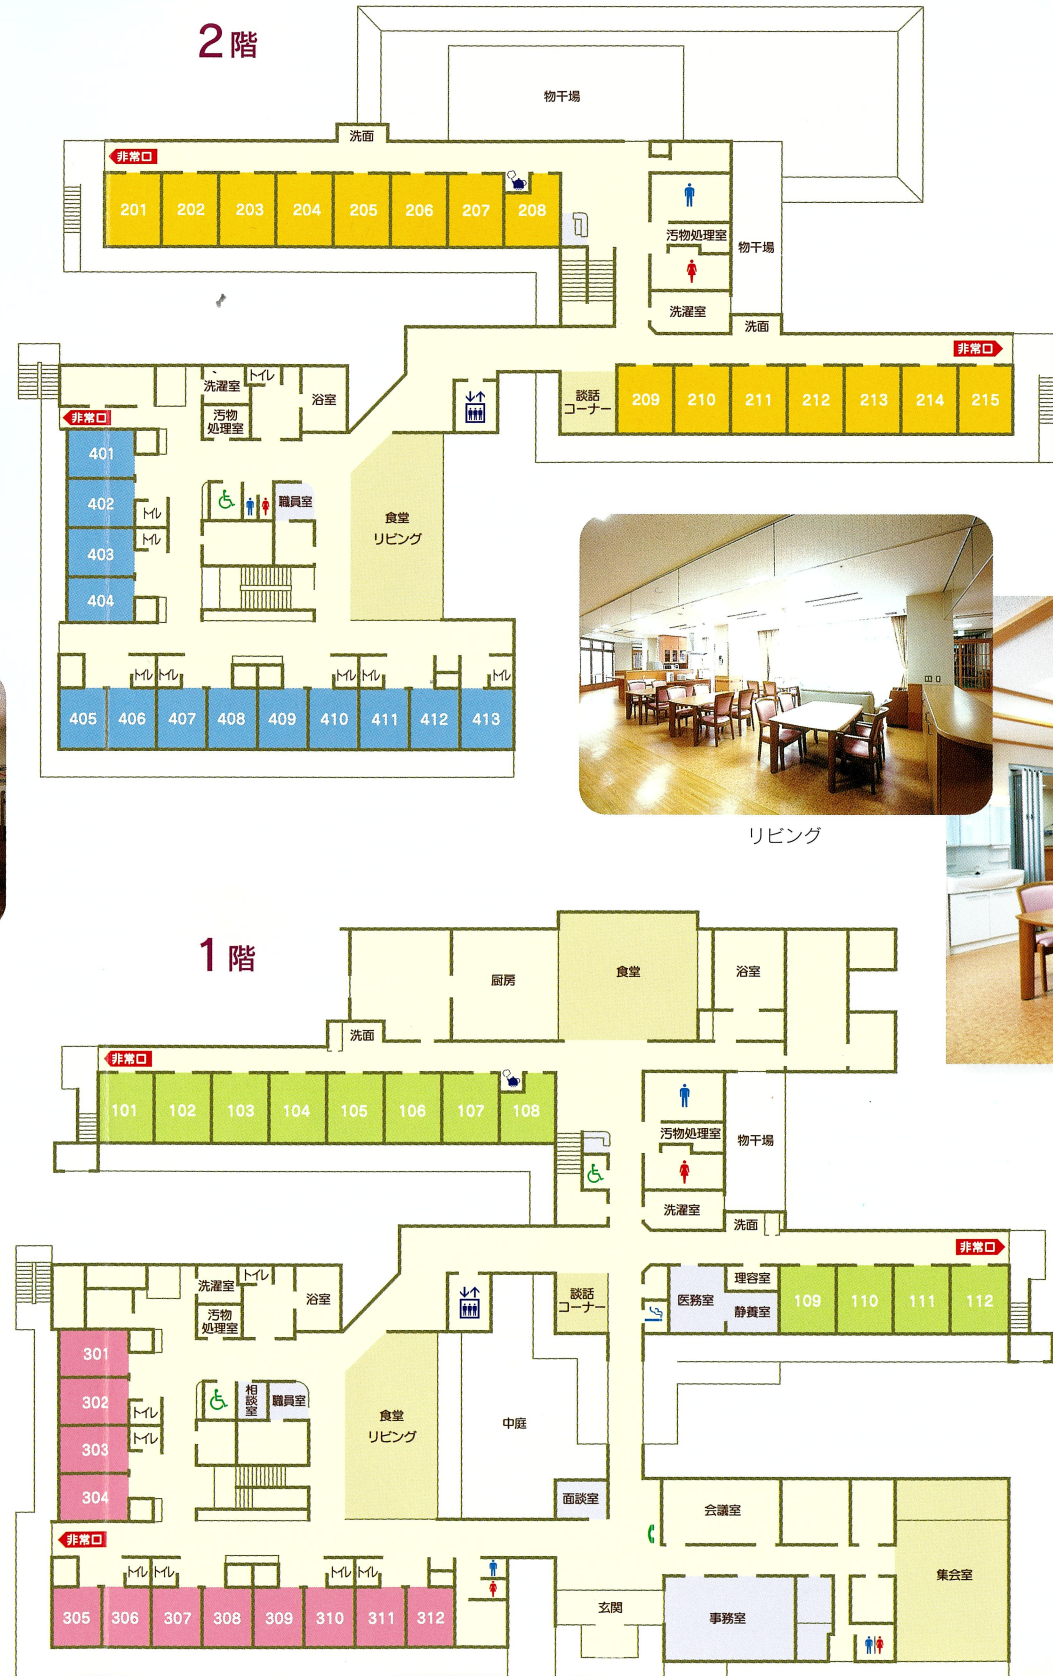 2階
物干場
洗面
非常口
201 202 203 204 205 206 207 208
汚物処理室
物干場
洗濯室
洗面
非常口
談話
コーナー
209 210 211 212 213 214 215
洗濯室
トイレ
浴室
汚物
処理室
非常口
401
402
403
404
トイレ
トイレ
職員室
食堂
リビング
トイレ トイレ トイレ トイレ トイレ
405 406 407 408 409 410 411 412 413
リビング
1階
厨房
食堂
浴室
洗面
非常口
101 102 103 104 105 106 107 108
汚物処理室
物干場
洗濯室
洗面
非常口
談話
コーナー
医務室
理容室
静養室
109 110 111 112
洗濯室
トイレ
浴室
汚物
処理室
301
302
303
304
トイレ
トイレ
相談室
職員室
食堂
リビング
中庭
面談室
会議室
集会室
非常口
トイレ トイレ トイレ トイレ
305 306 307 308 309 310 311 312
玄関
事務室